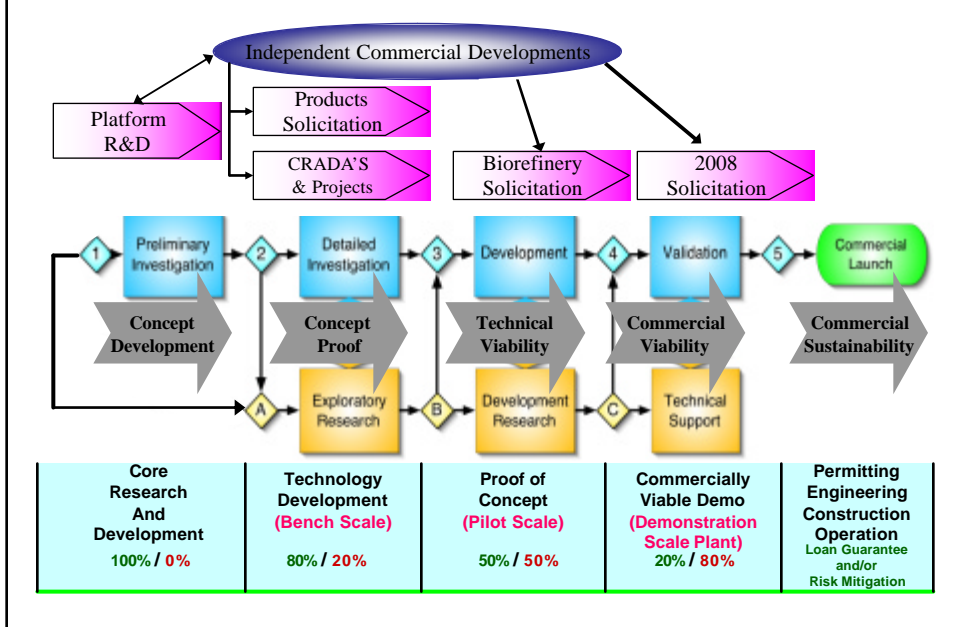 Independent Commercial Developments
Platform
R&D
Products
Solicitation
CRADA'S
& Projects
Biorefinery
Solicitation
2008
Solicitation
1
Preliminary
Investigation
2
Detailed
Investigation
3
Development
4
Validation
5
Commercial
Launch
Concept
Development
Concept
Proof
Technical
Viability
Commercial
Viability
Commercial
Sustainability
A
Exploratory
Research
B
Development
Research
C
Technical
Support
Core
Research
And
Development
100% / 0%
Technology
Development
(Bench Scale)
80% / 20%
Proof of
Concept
(Pilot Scale)
50% / 50%
Commercially
Viable Demo
(Demonstration
Scale Plant)
20% / 80%
Permitting
Engineering
Construction
Operation
Loan Guarantee
and/or
Risk Mitigation